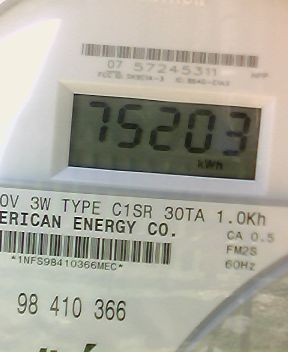 07 57245311
75203
kWh
0V 3W TYPE C1SR 30TA 1.0Kh
ERICAN ENERGY CO.
CA 0.5
FM2S
60Hz
*1NFS98410366MEC*
98 410 366